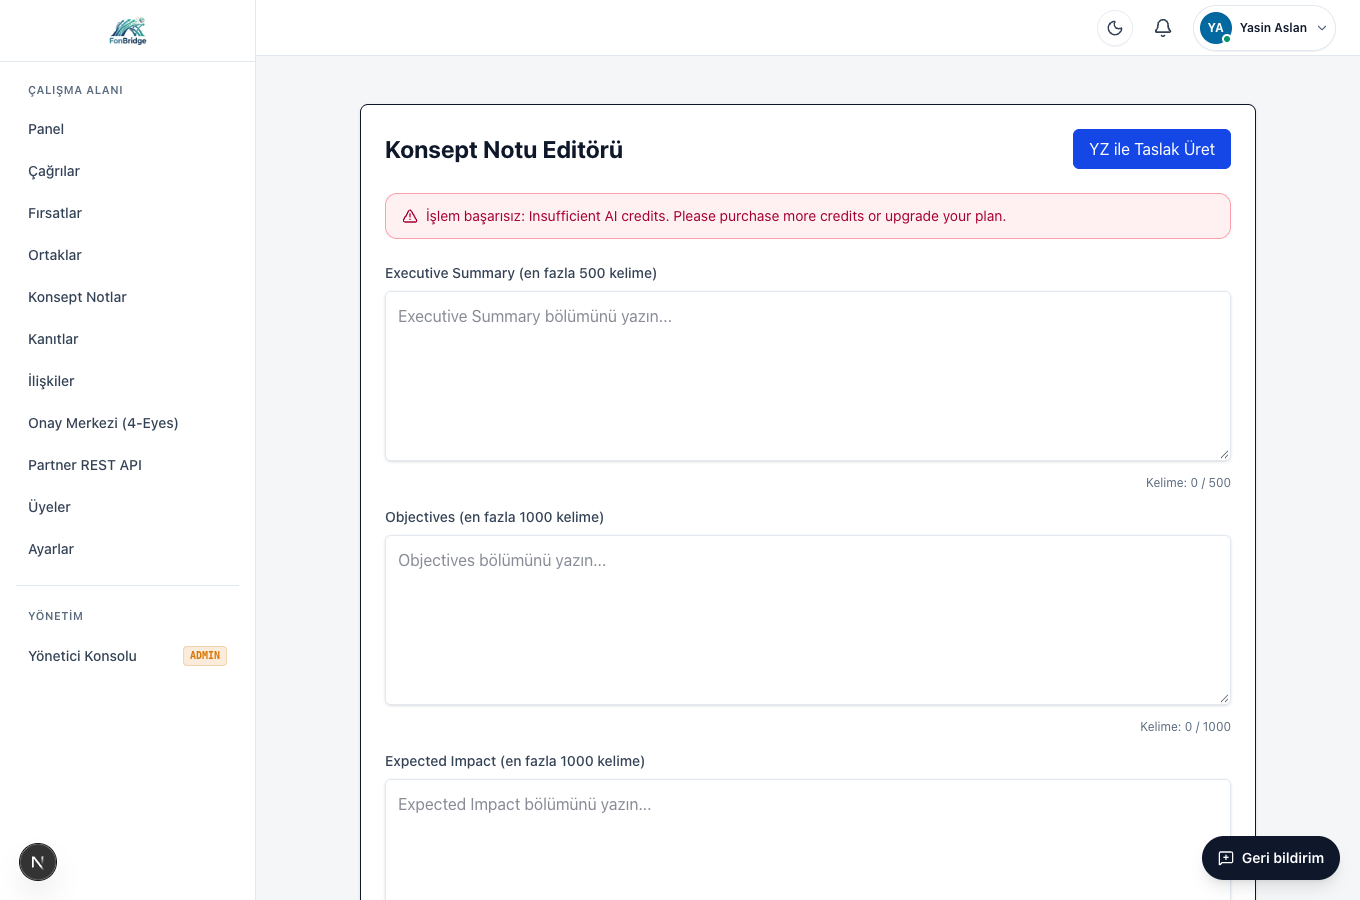 FonBridge
YA
Yasin Aslan
ÇALIŞMA ALANI
Panel
Çağrılar
Fırsatlar
Ortaklar
Konsept Notlar
Kanıtlar
İlişkiler
Onay Merkezi (4-Eyes)
Partner REST API
Üyeler
Ayarlar
YÖNETİM
Yönetici Konsolu
ADMIN
Konsept Notu Editörü
YZ ile Taslak Üret
İşlem başarısız: Insufficient AI credits. Please purchase more credits or upgrade your plan.
Executive Summary (en fazla 500 kelime)
Executive Summary bölümünü yazın...
Kelime: 0 / 500
Objectives (en fazla 1000 kelime)
Objectives bölümünü yazın...
Kelime: 0 / 1000
Expected Impact (en fazla 1000 kelime)
Expected Impact bölümünü yazın...
N
Geri bildirim